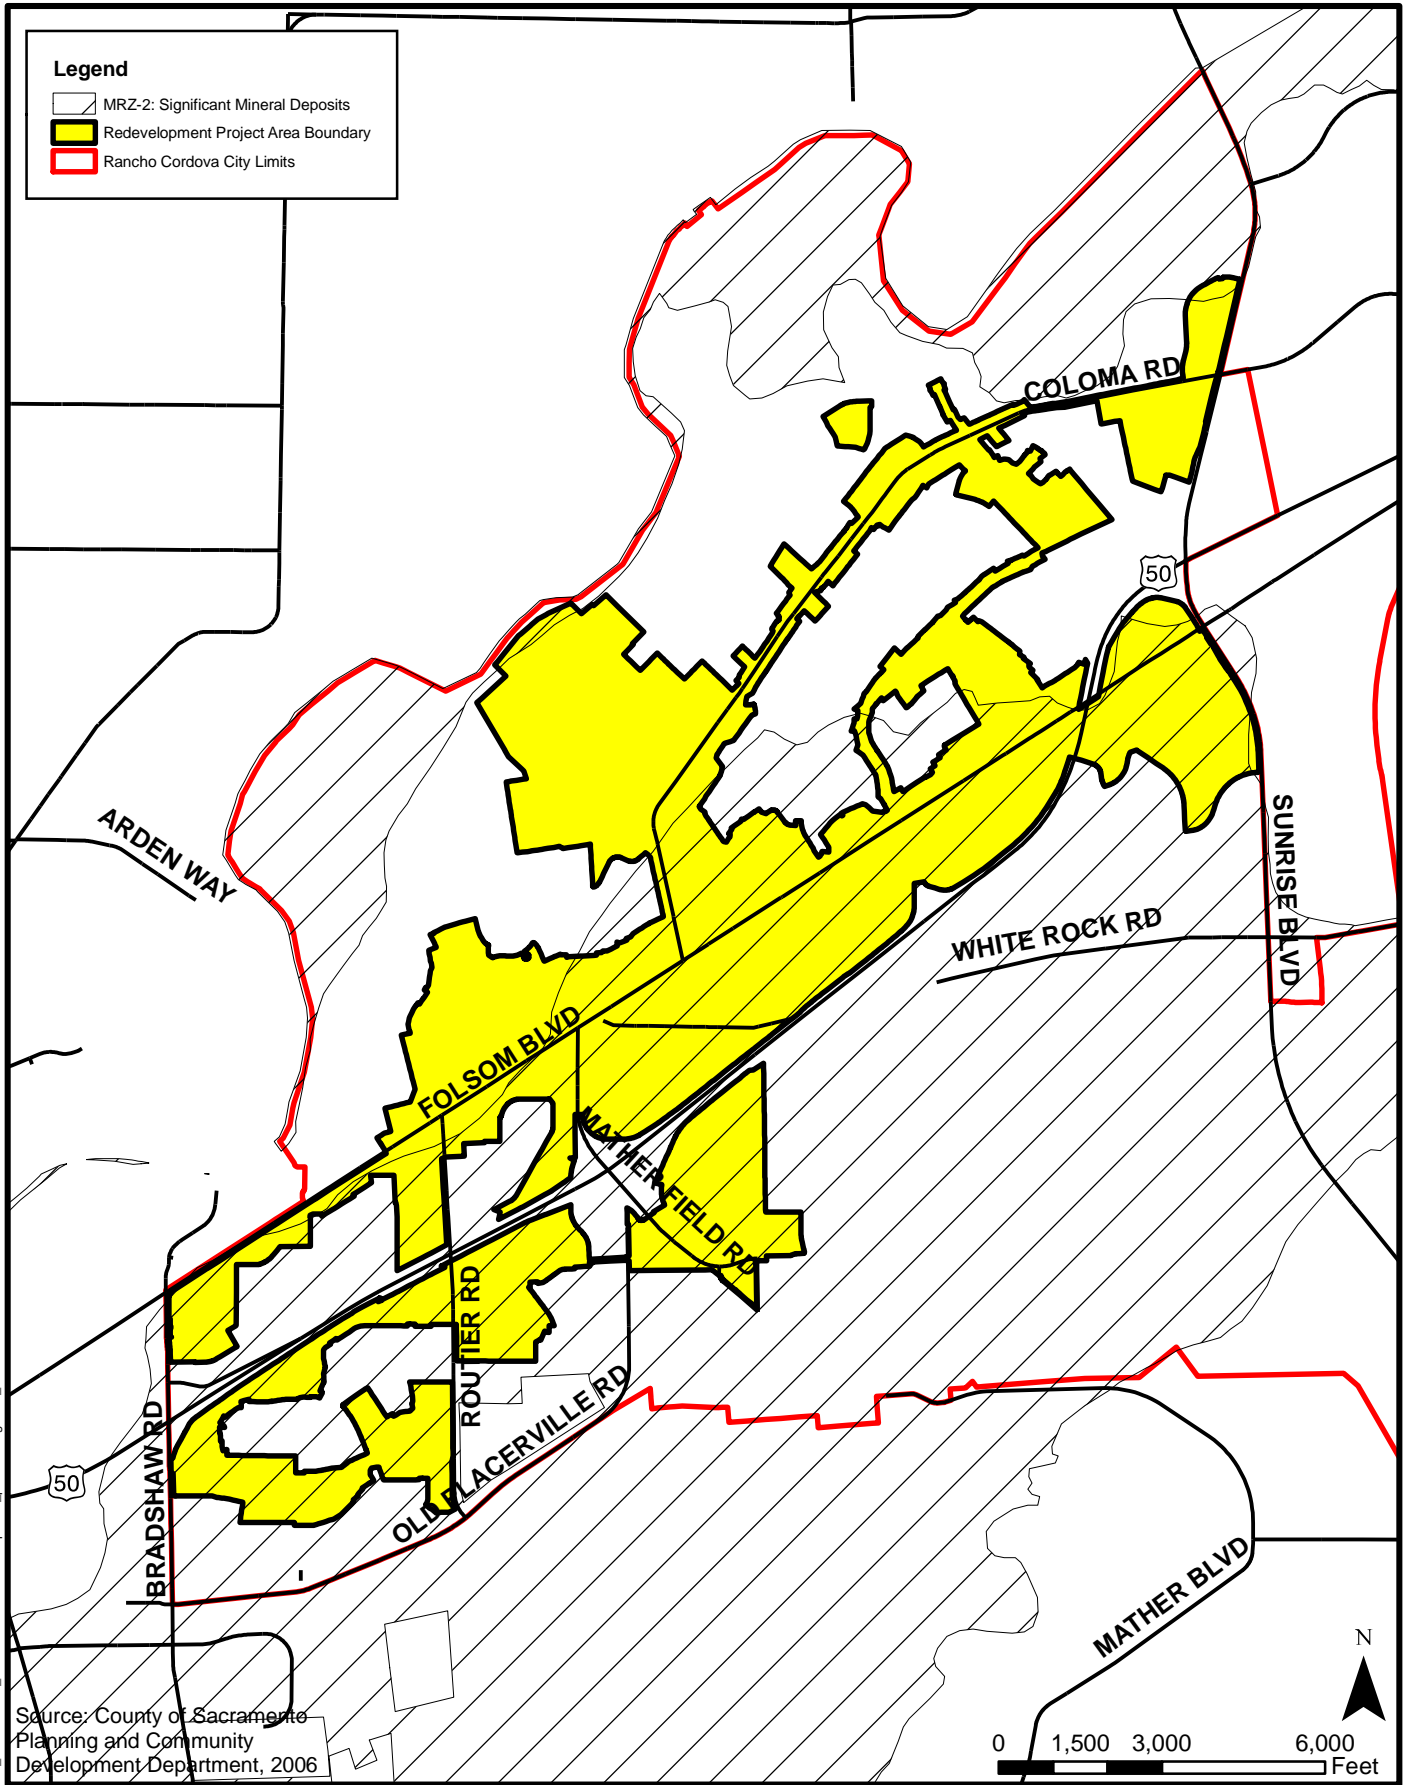 Legend
MRZ-2: Significant Mineral Deposits
Redevelopment Project Area Boundary
Rancho Cordova City Limits
COLOMA RD
50
ARDEN WAY
SUNRISE BLVD
WHITE ROCK RD
FOLSOM BLVD
MATHER FIELD RD
ROUTIER RD
OLD PLACERVILLE RD
BRADSHAW RD
50
MATHER BLVD
N
Source: County of Sacramento
Planning and Community
Development Department, 2006
0 1,500 3,000 6,000
Feet